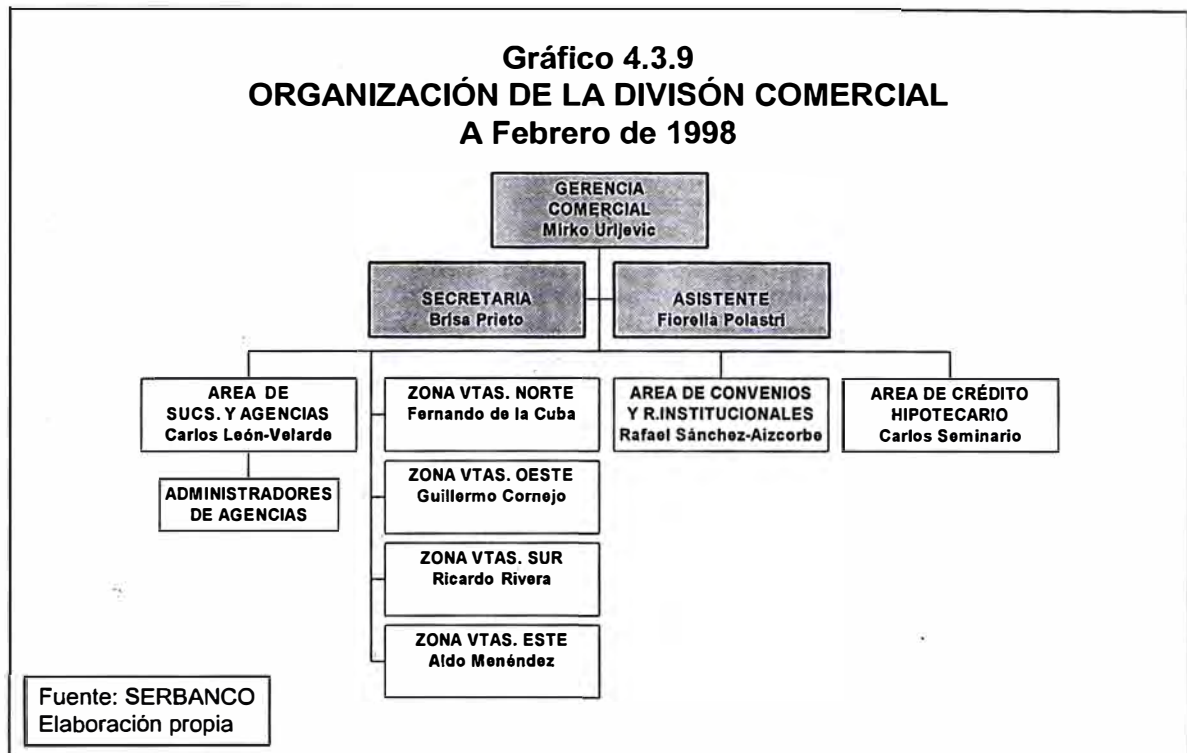 Gráfico 4.3.9
ORGANIZACIÓN DE LA DIVISÓN COMERCIAL
A Febrero de 1998
GERENCIA
COMERCIAL
Mirko Urljevic
SECRETARIA
Brisa Prieto
ASISTENTE
Fiorella Polastri
AREA DE
SUCS. Y AGENCIAS
Carlos León-Velarde
ADMINISTRADORES
DE AGENCIAS
ZONA VTAS. NORTE
Fernando de la Cuba
ZONA VTAS. OESTE
Guillermo Cornejo
ZONA VTAS. SUR
Ricardo Rivera
ZONA VTAS. ESTE
Aldo Menéndez
AREA DE CONVENIOS
Y R.INSTITUCIONALES
Rafael Sánchez-Aizcorbe
AREA DE CRÉDITO
HIPOTECARIO
Carlos Seminario
Fuente: SERBANCO
Elaboración propia